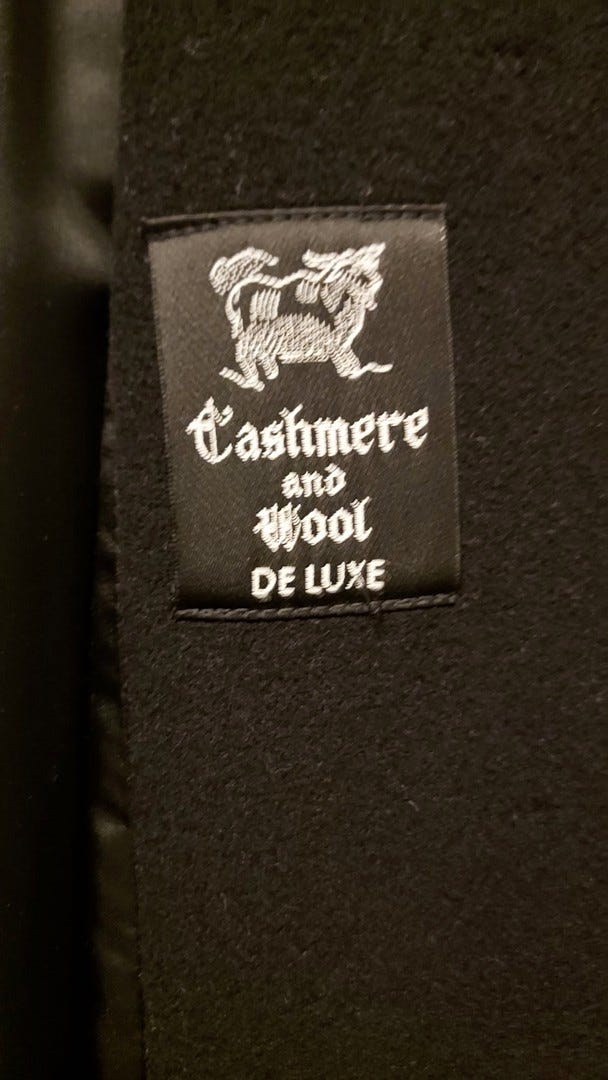 Cashmere
and
Wool
DE LUXE